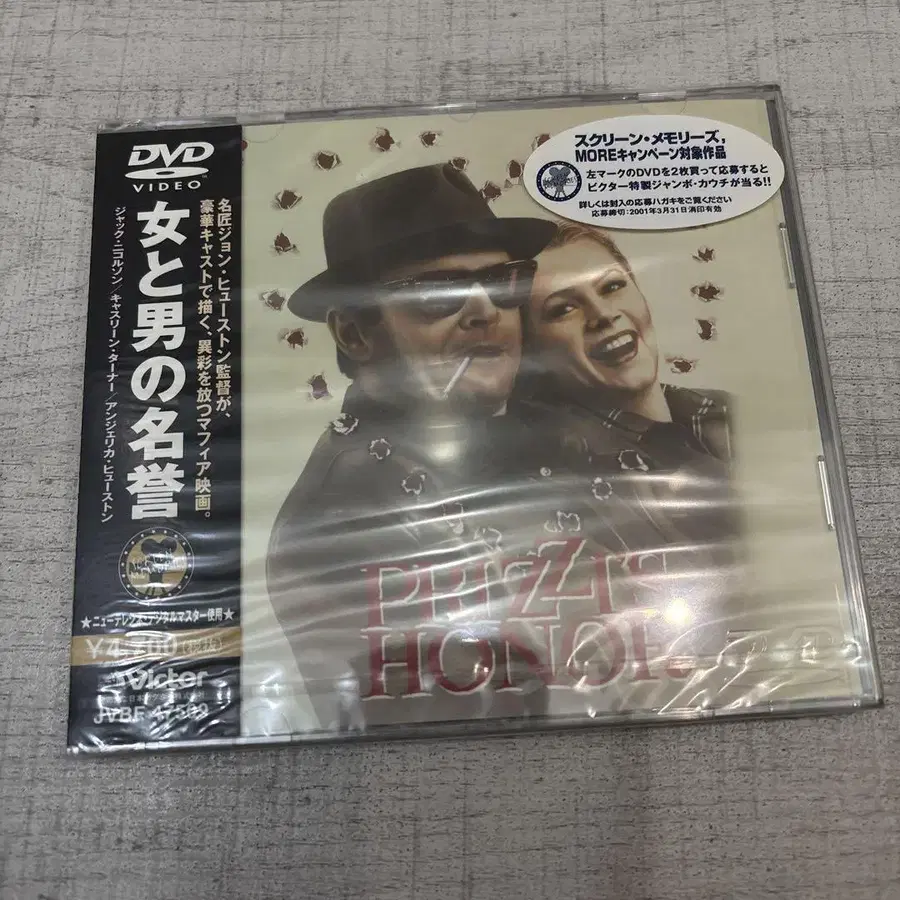 DVD
VIDEO
女と男の名誉
ジャック・ニコルソン／キャスリーン・ターナー／アンジェリカ・ヒューストン
名匠ジョン・ヒューストン監督が、
豪華キャストで描く、異彩を放つマフィア映画。
★ニューテレシネ・デジタルマスター使用★
Victor
JVBF 47589
スクリーン・メモリーズ,
MOREキャンペーン対象作品
左マークのDVDを2枚買って応募すると
ビクター特製ジャンボ・カウチが当る!!
詳しくは封入の応募ハガキをご覧ください
応募締切:2001年3月31日消印有効
PRIZZI'S
HONOR.